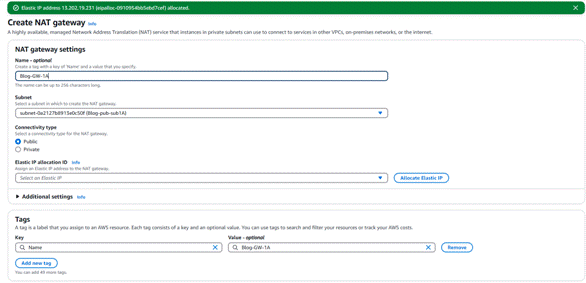 Elastic IP address 13.202.19.231 (eipalloc-0910954bb5ebd7cef) allocated.
Create NAT gateway Info
A highly available, managed Network Address Translation (NAT) service that instances in private subnets can use to connect to services in other VPCs, on-premises networks, or the internet.
NAT gateway settings
Name - optional
Create a tag with a key of 'Name' and a value that you specify.
Blog-GW-1A
The name can be up to 256 characters long.
Subnet
Select a subnet in which to create the NAT gateway.
subnet-0e2127b8913e0c50f (Blog-pub-sub1A)
Connectivity type
Select a connectivity type for the NAT gateway.
Public
Private
Elastic IP allocation ID Info
Assign an Elastic IP address to the NAT gateway.
Select an Elastic IP
Allocate Elastic IP
Additional settings Info
Tags
A tag is a label that you assign to an AWS resource. Each tag consists of a key and an optional value. You can use tags to search and filter your resources or track your AWS costs.
Key
Value - optional
Name
Blog-GW-1A
Remove
Add new tag
You can add 49 more tags.